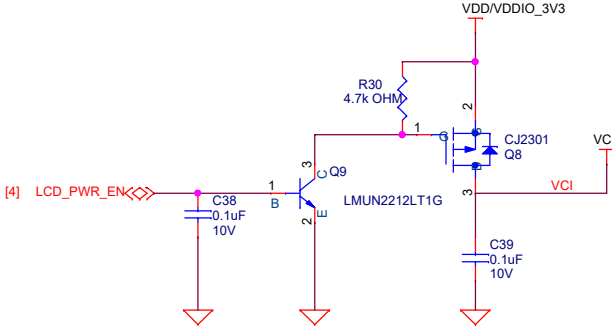 VDD/VDDIO_3V3
R30
4.7k OHM
2
S
1
G
CJ2301
Q8
VC
D
3
VCI
3
C
Q9
[4] LCD_PWR_EN
1
B
LMUN2212LT1G
E
2
C38
0.1uF
10V
C39
0.1uF
10V